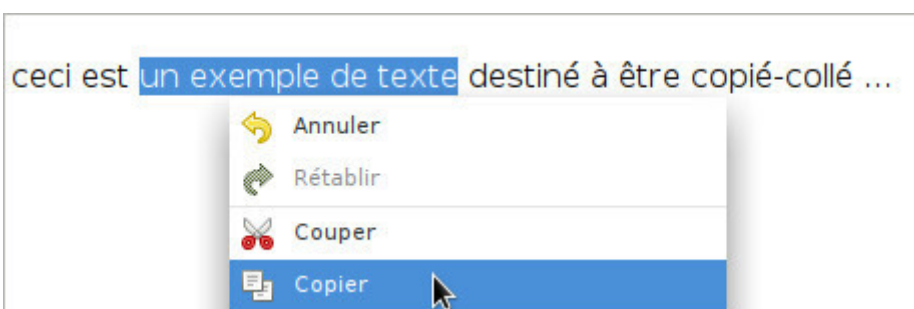 ceci est un exemple de texte destiné à être copié-collé ...
Annuler
Rétablir
Couper
Copier